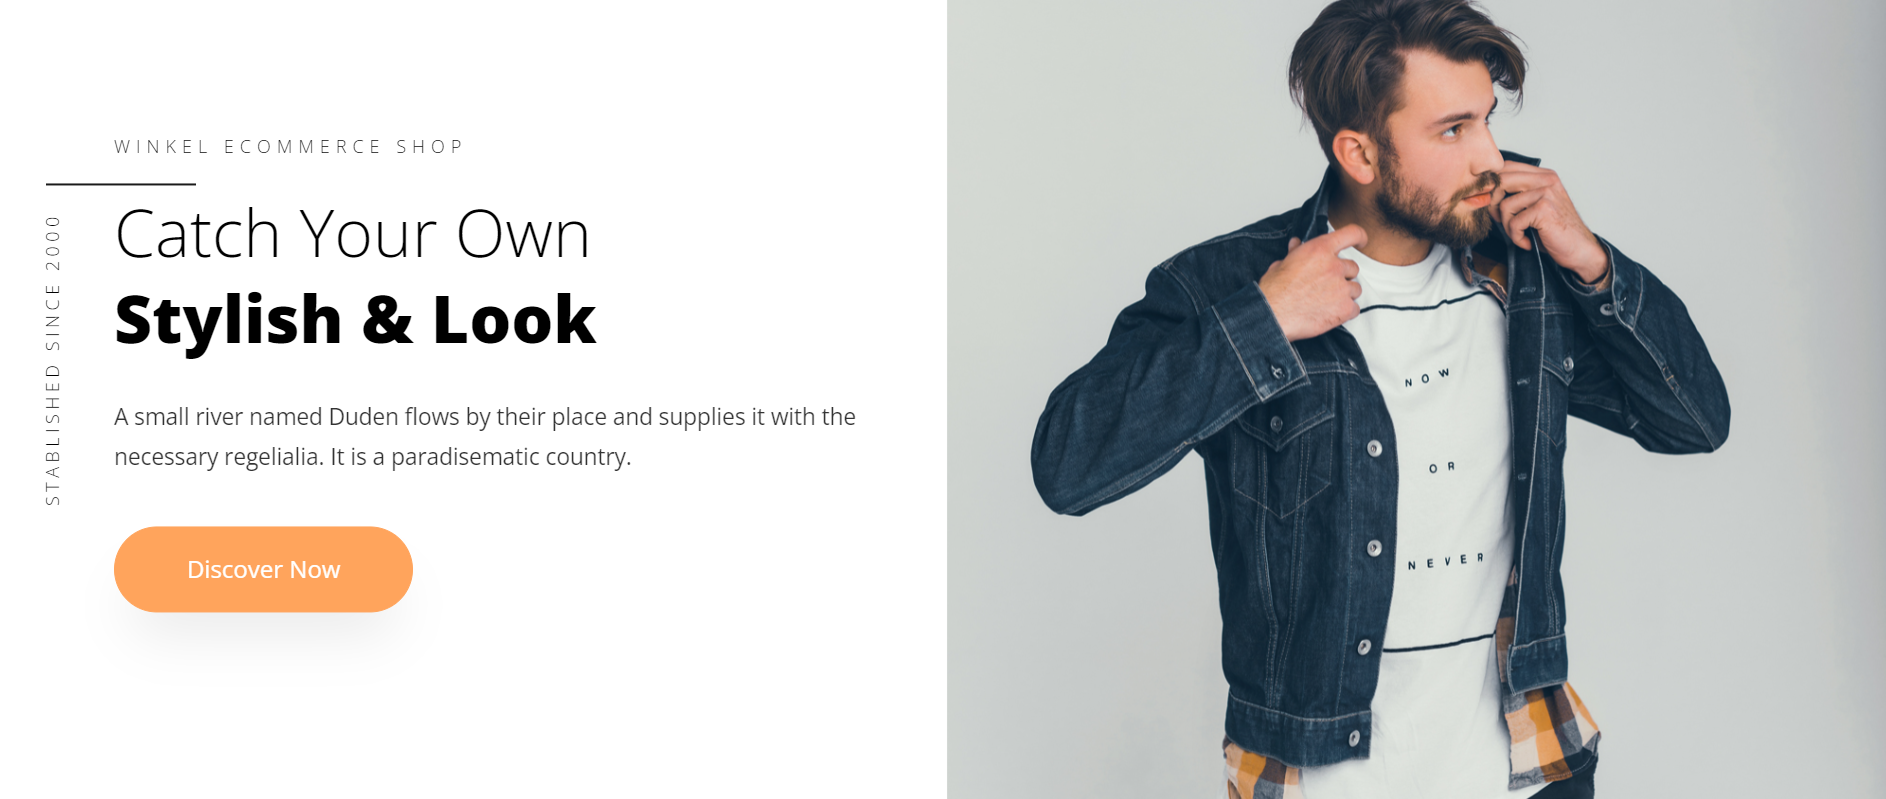 WINKEL ECOMMERCE SHOP
STABLISHED SINCE 2000
Catch Your Own
Stylish & Look
A small river named Duden flows by their place and supplies it with the
necessary regelialia. It is a paradisematic country.
Discover Now
NOW
OR
NEVER